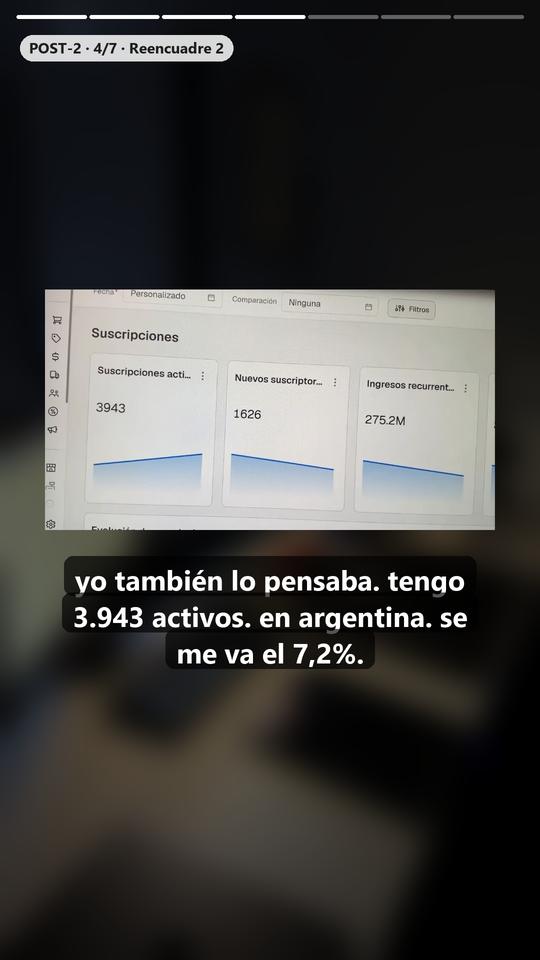 POST-2 · 4/7 · Reencuadre 2
Fecha*
Personalizado
Comparación
Ninguna
Filtros
Suscripciones
Suscripciones acti...
Nuevos suscriptor...
Ingresos recurrent...
3943
1626
275.2M
yo también lo pensaba. tengo
3.943 activos. en argentina. se
me va el 7,2%.